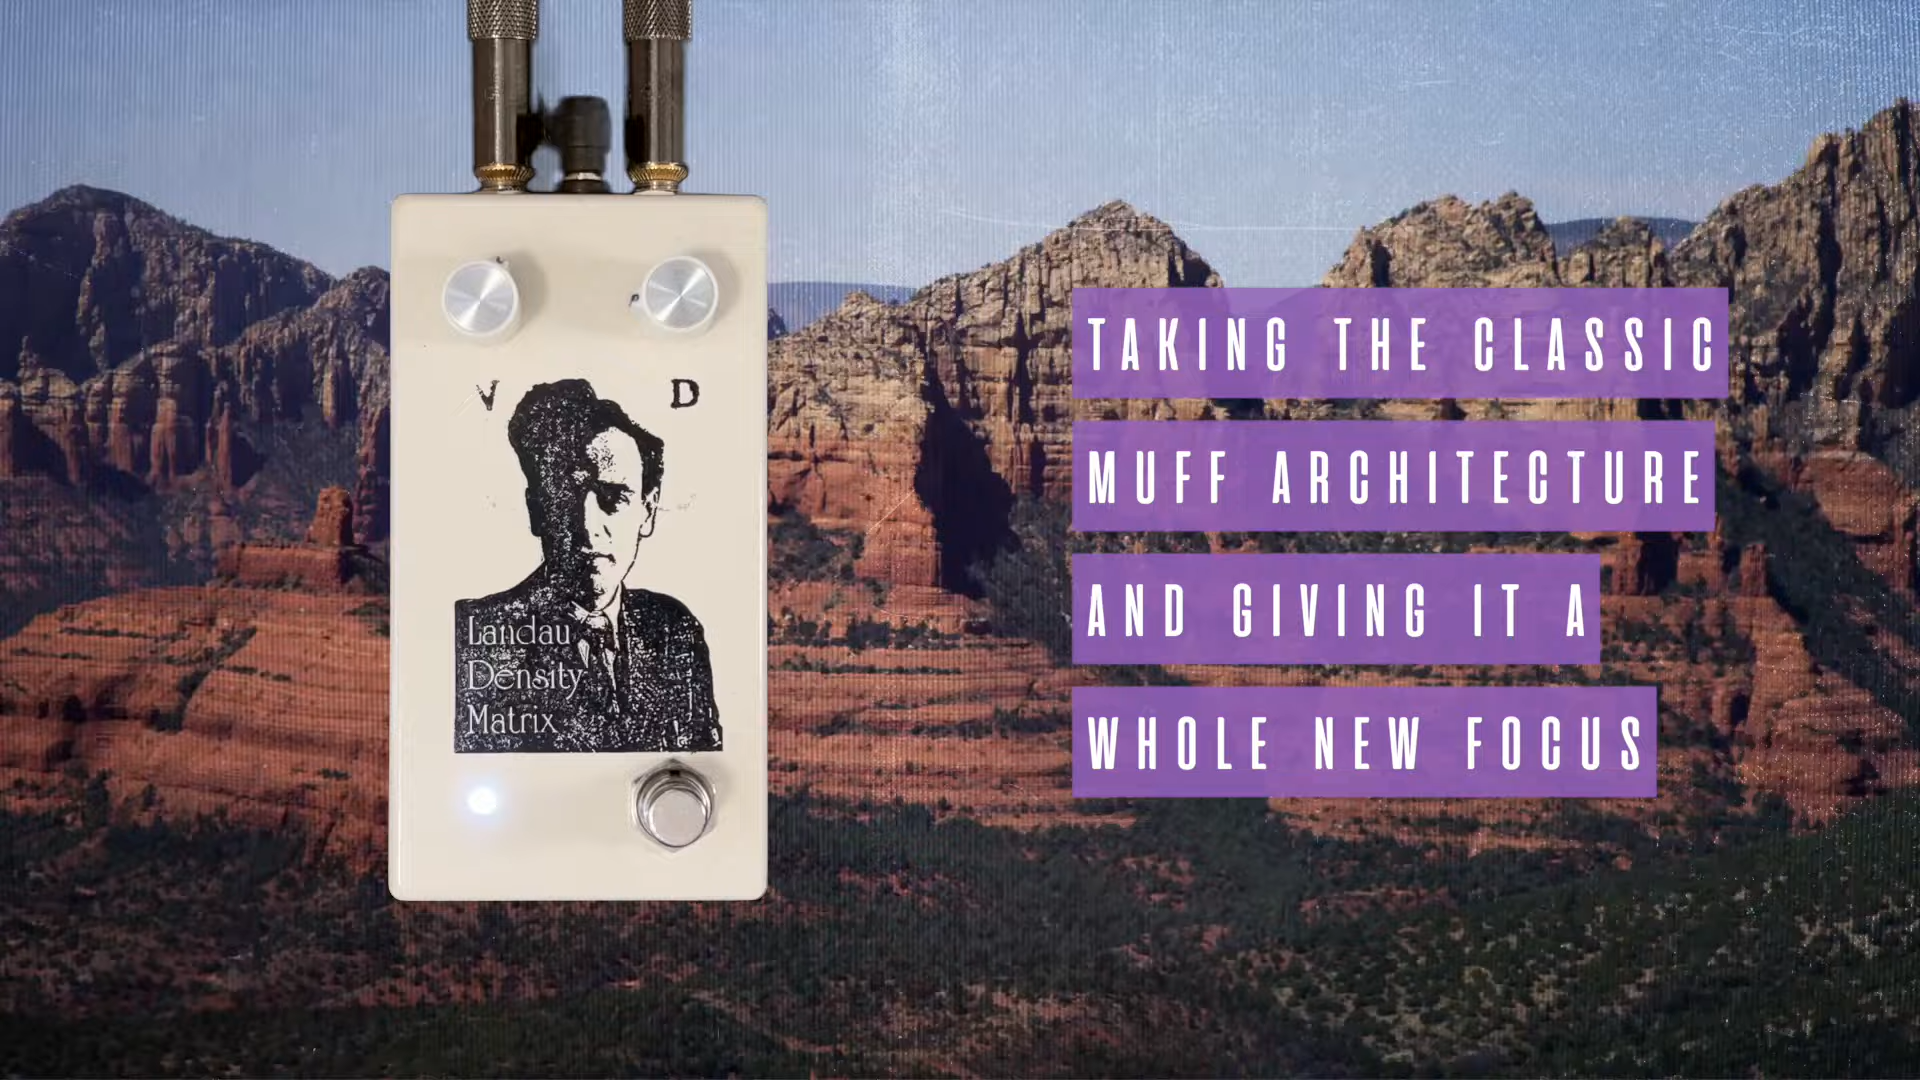 V D
Landau
Density
Matrix
TAKING THE CLASSIC
MUFF ARCHITECTURE
AND GIVING IT A
WHOLE NEW FOCUS